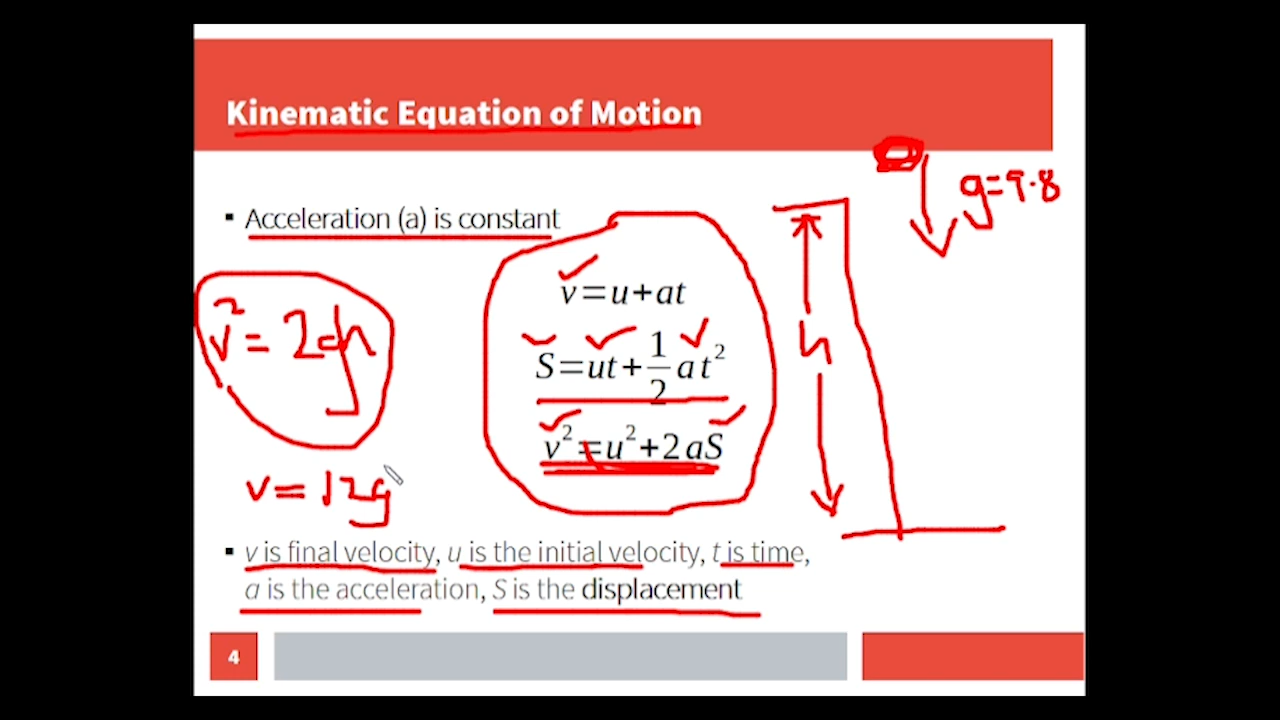 Kinematic Equation of Motion
g=9.8
▪ Acceleration (a) is constant
v=u+at
v²=2gh
h
S=ut+1/2 at²
v²=u²+2aS
v=√2g
▪ v is final velocity, u is the initial velocity, t is time,
a is the acceleration, S is the displacement
4